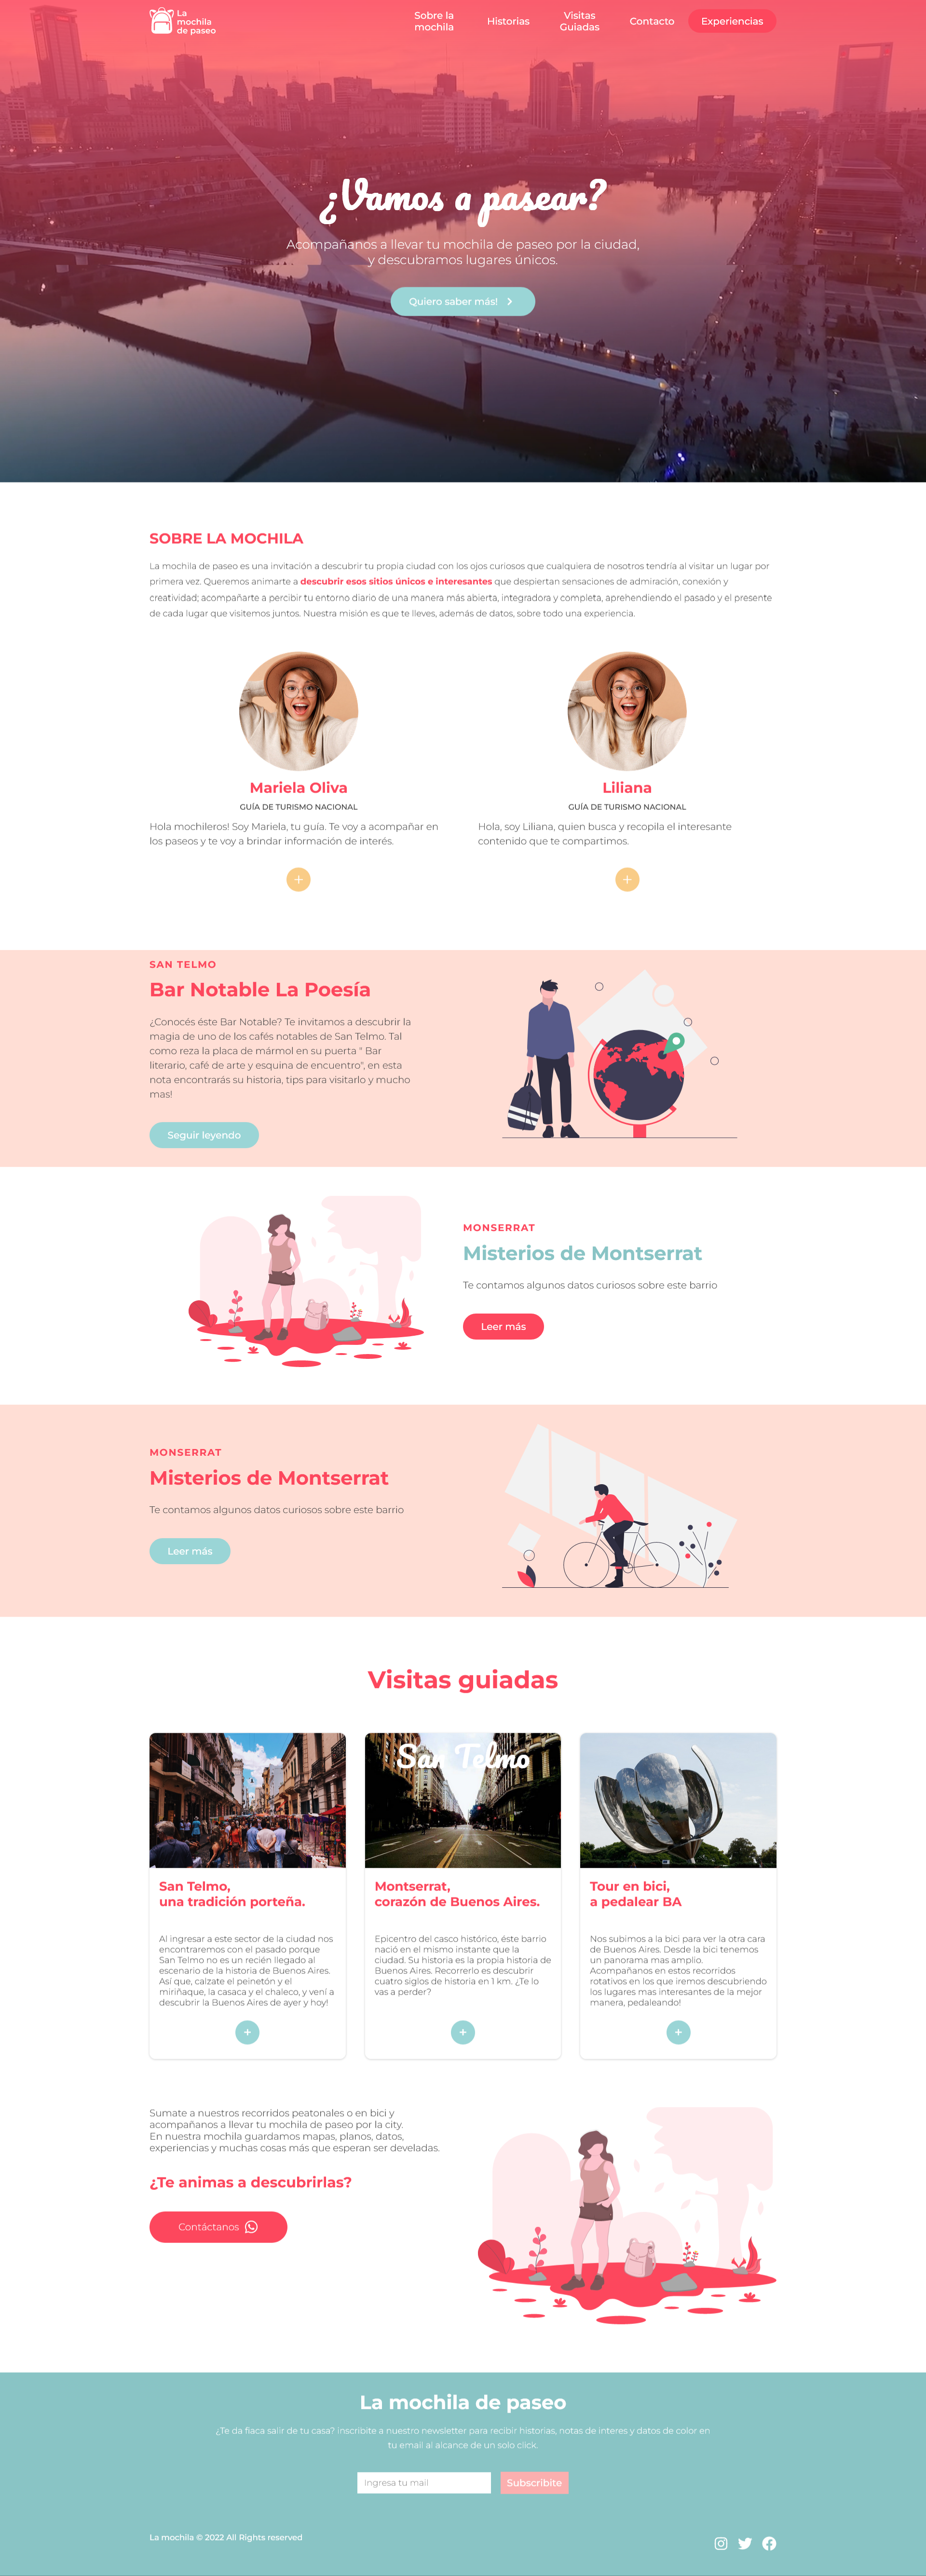 La
mochila
de paseo
Sobre la
mochila
Historias
Visitas
Guiadas
Contacto
Experiencias
¿Vamos a pasear?
Acompañanos a llevar tu mochila de paseo por la ciudad,
y descubramos lugares únicos.
Quiero saber más!
SOBRE LA MOCHILA
La mochila de paseo es una invitación a descubrir tu propia ciudad con los ojos curiosos que cualquiera de nosotros tendría al visitar un lugar por
primera vez. Queremos animarte a descubrir esos sitios únicos e interesantes que despiertan sensaciones de admiración, conexión y
creatividad; acompañarte a percibir tu entorno diario de una manera más abierta, integradora y completa, aprehendiendo el pasado y el presente
de cada lugar que visitemos juntos. Nuestra misión es que te lleves, además de datos, sobre todo una experiencia.
Mariela Oliva
GUÍA DE TURISMO NACIONAL
Hola mochileros! Soy Mariela, tu guía. Te voy a acompañar en
los paseos y te voy a brindar información de interés.
+
Liliana
GUÍA DE TURISMO NACIONAL
Hola, soy Liliana, quien busca y recopila el interesante
contenido que te compartimos.
+
SAN TELMO
Bar Notable La Poesía
¿Conocés éste Bar Notable? Te invitamos a descubrir la
magia de uno de los cafés notables de San Telmo. Tal
como reza la placa de mármol en su puerta " Bar
literario, café de arte y esquina de encuentro", en esta
nota encontrarás su historia, tips para visitarlo y mucho
mas!
Seguir leyendo
MONSERRAT
Misterios de Montserrat
Te contamos algunos datos curiosos sobre este barrio
Leer más
MONSERRAT
Misterios de Montserrat
Te contamos algunos datos curiosos sobre este barrio
Leer más
Visitas guiadas
San Telmo,
una tradición porteña.
Al ingresar a este sector de la ciudad nos
encontraremos con el pasado porque
San Telmo no es un recién llegado al
escenario de la historia de Buenos Aires.
Así que, calzate el peinetón y el
miriñaque, la casaca y el chaleco, y vení a
descubrir la Buenos Aires de ayer y hoy!
+
San Telmo
Montserrat,
corazón de Buenos Aires.
Epicentro del casco histórico, éste barrio
nació en el mismo instante que la
ciudad. Su historia es la propia historia de
Buenos Aires. Recorrerlo es descubrir
cuatro siglos de historia en 1 km. ¿Te lo
vas a perder?
+
Tour en bici,
a pedalear BA
Nos subimos a la bici para ver la otra cara
de Buenos Aires. Desde la bici tenemos
un panorama mas amplio.
Acompañanos en estos recorridos
rotativos en los que iremos descubriendo
los lugares mas interesantes de la mejor
manera, pedaleando!
+
Sumate a nuestros recorridos peatonales o en bici y
acompañanos a llevar tu mochila de paseo por la city.
En nuestra mochila guardamos mapas, planos, datos,
experiencias y muchas cosas más que esperan ser develadas.
¿Te animas a descubrirlas?
Contáctanos
La mochila de paseo
¿Te da fiaca salir de tu casa? inscribite a nuestro newsletter para recibir historias, notas de interes y datos de color en
tu email al alcance de un solo click.
Ingresa tu mail
Subscribite
La mochila © 2022 All Rights reserved